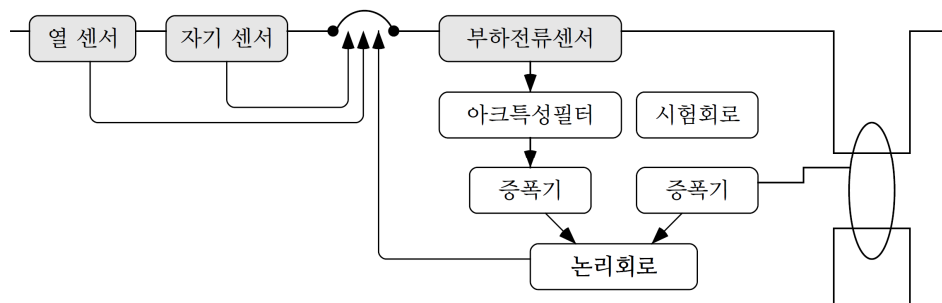 열 센서
자기 센서
부하전류센서
아크특성필터
시험회로
증폭기
증폭기
논리회로